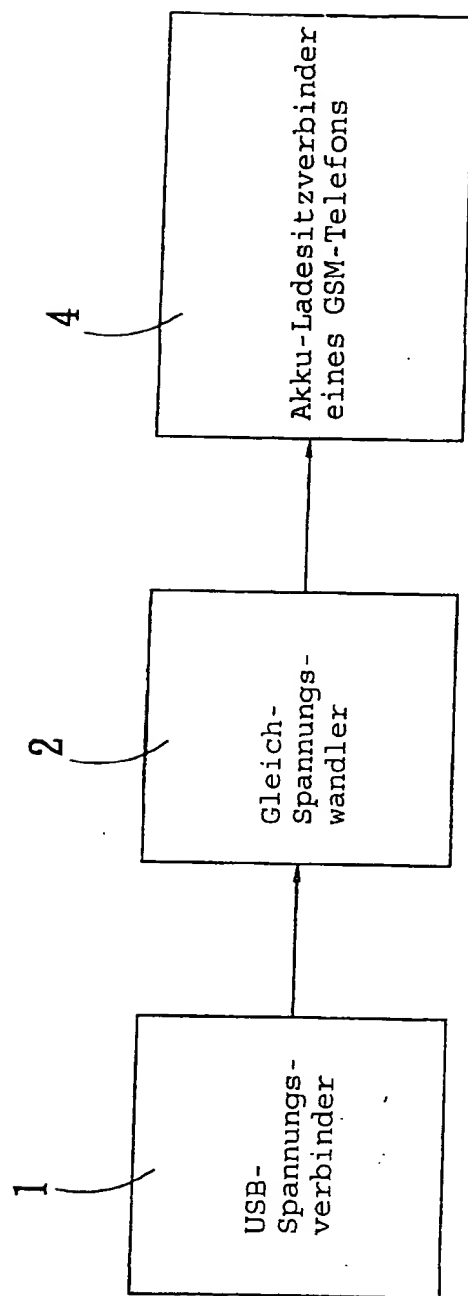 1
USB-
Spannungs-
verbinder
2
Gleich-
Spannungs-
wandler
4
Akku-Ladesitzverbinder
eines GSM-Telefons